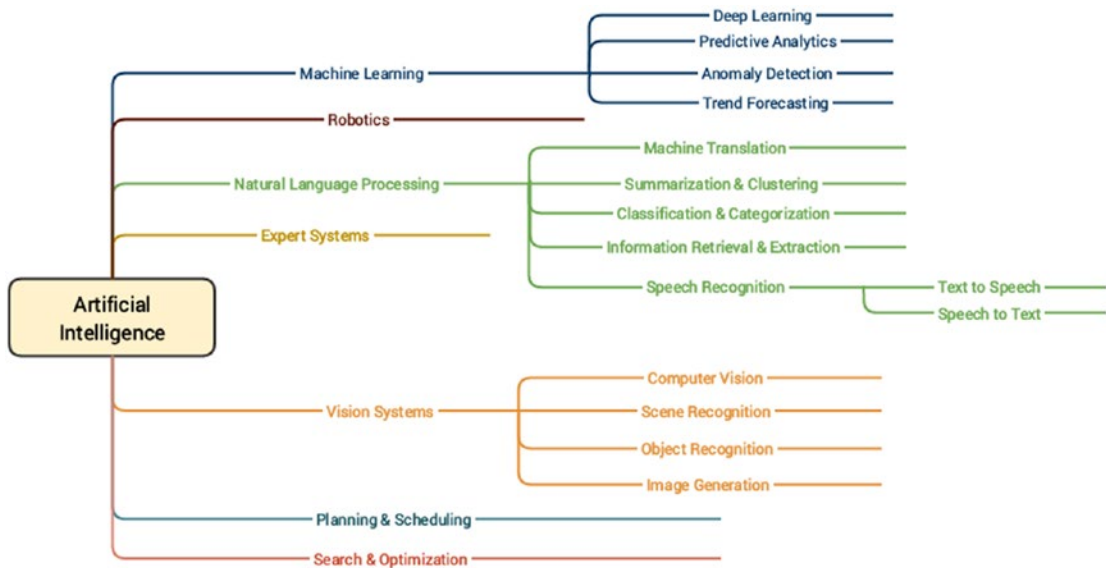 Deep Learning
Predictive Analytics
Machine Learning
Anomaly Detection
Trend Forecasting
Robotics
Machine Translation
Natural Language Processing
Summarization & Clustering
Classification & Categorization
Expert Systems
Information Retrieval & Extraction
Speech Recognition
Text to Speech
Speech to Text
Artificial
Intelligence
Computer Vision
Vision Systems
Scene Recognition
Object Recognition
Image Generation
Planning & Scheduling
Search & Optimization